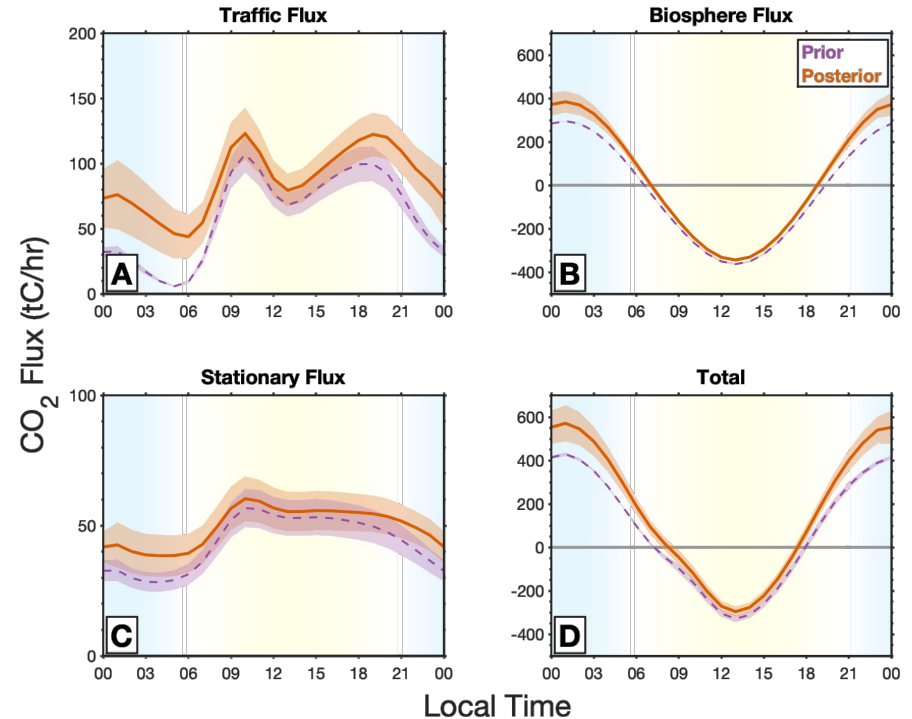 Traffic Flux
Biosphere Flux
200
150
100
50
0
A
00 03 06 09 12 15 18 21 00
600
400
200
0
-200
-400
Prior
Posterior
B
00 03 06 09 12 15 18 21 00
CO2 Flux (tC/hr)
Stationary Flux
Total
100
50
0
C
00 03 06 09 12 15 18 21 00
600
400
200
0
-200
-400
D
00 03 06 09 12 15 18 21 00
Local Time